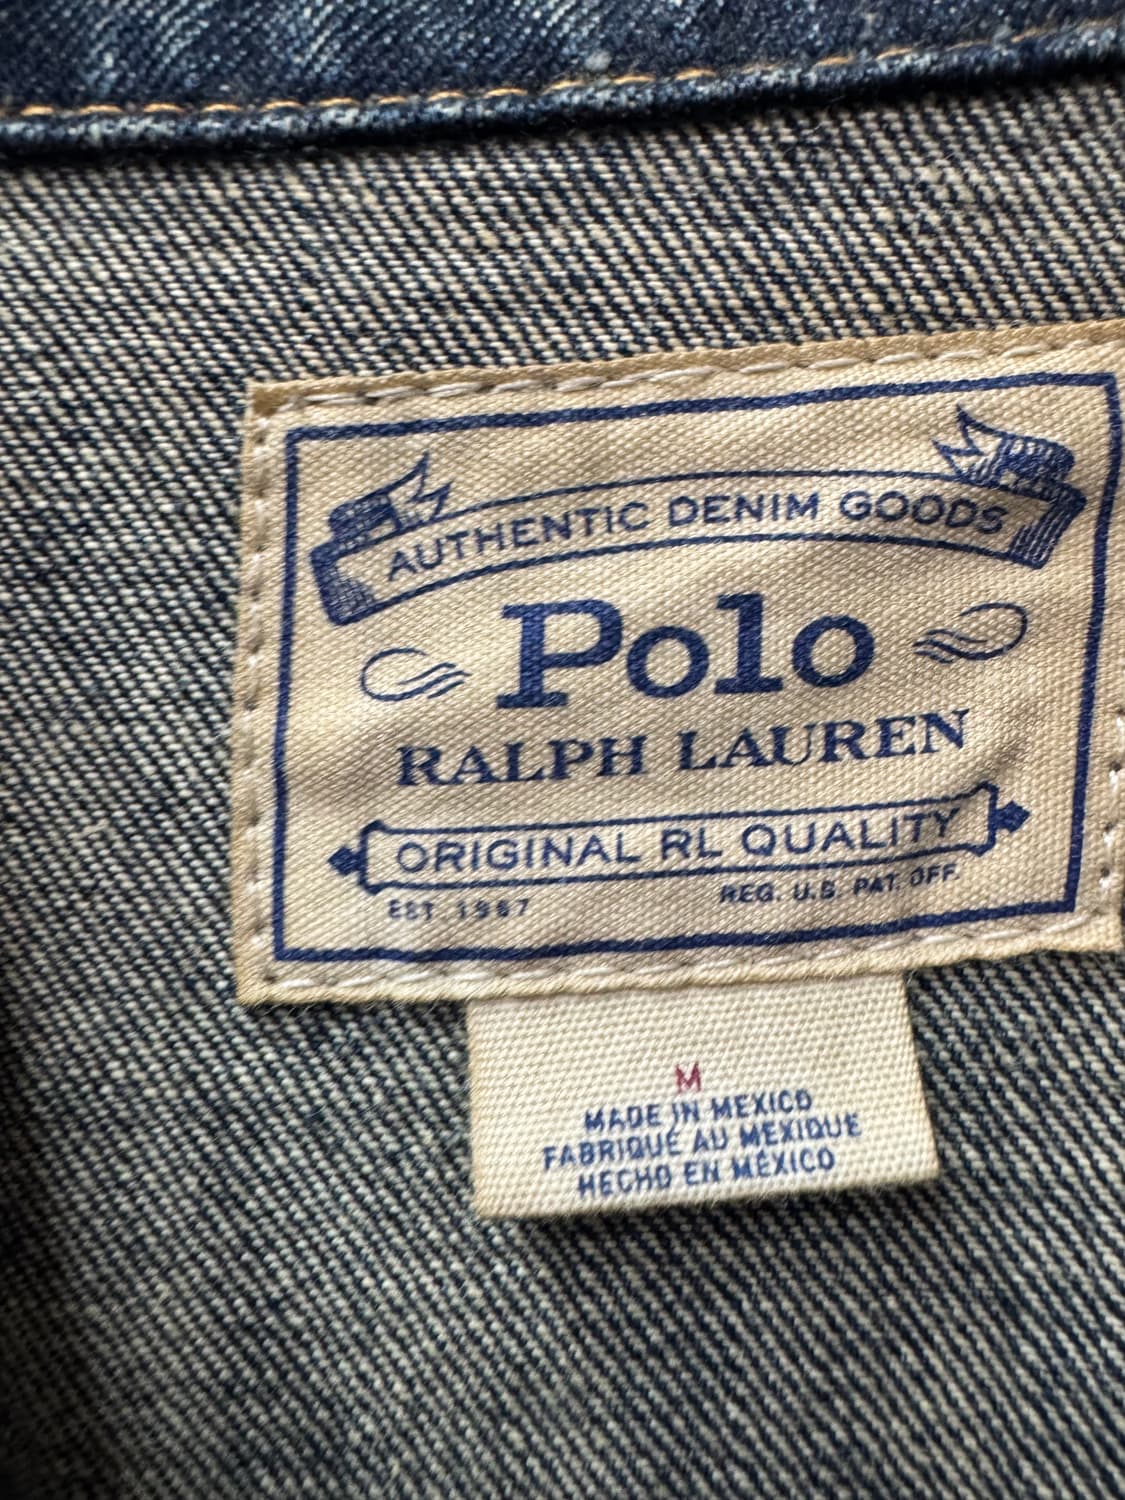 AUTHENTIC DENIM GOODS
Polo
RALPH LAUREN
ORIGINAL RL QUALITY
EST. 1967 REG. U.S. PAT. OFF.
M
MADE IN MEXICO
FABRIQUÉ AU MEXIQUE
HECHO EN MÉXICO